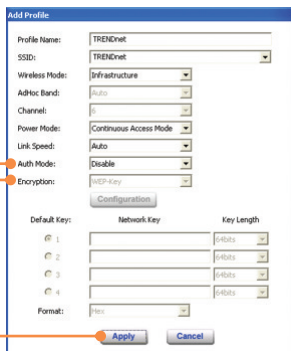 Add Profile
Profile Name: TRENDnet
SSID: TRENDnet
Wireless Mode: Infrastructure
AdHoc Band: Auto
Channel: 6
Power Mode: Continuous Access Mode
Link Speed: Auto
Auth Mode: Disable
Encryption: WEP-Key
Configuration
Default Key: Network Key Key Length
1 64bits
2 64bits
3 64bits
4 64bits
Format: Hex
Apply Cancel